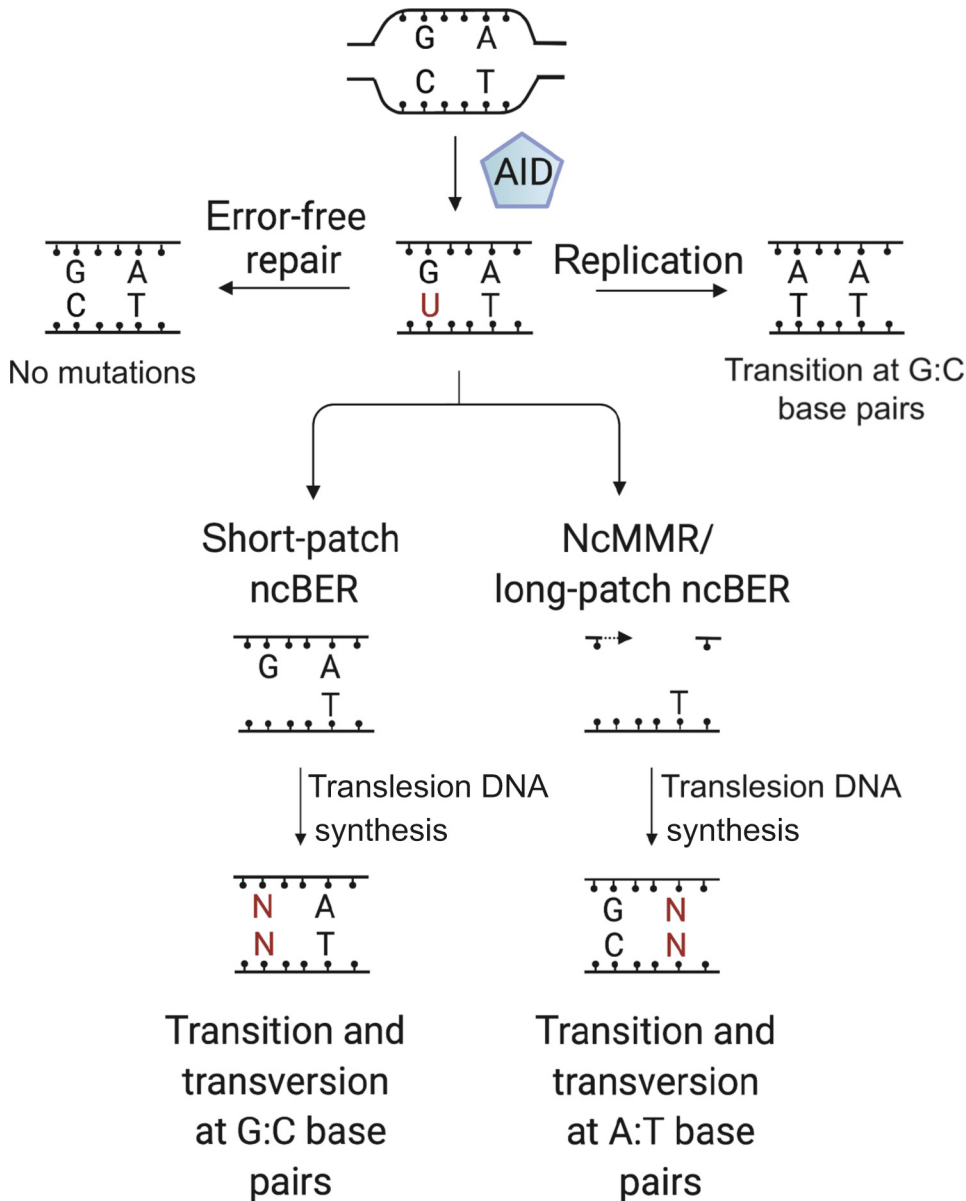 G A
C T
AID
Error-free
repair
Replication
G A
C T
G A
U T
A A
T T
No mutations
Transition at G:C
base pairs
Short-patch
ncBER
NcMMR/
long-patch ncBER
G A
T
T
Translesion DNA
synthesis
Translesion DNA
synthesis
N A
N T
G N
C N
Transition and
transversion
at G:C base
pairs
Transition and
transversion
at A:T base
pairs